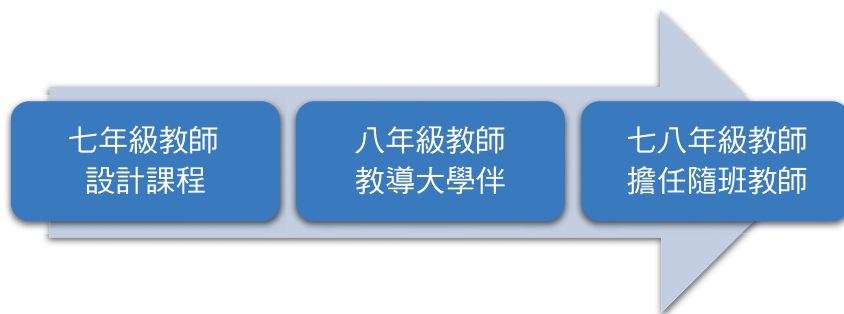 七年級教師
設計課程
八年級教師
教導大學伴
七八年級教師
擔任隨班教師